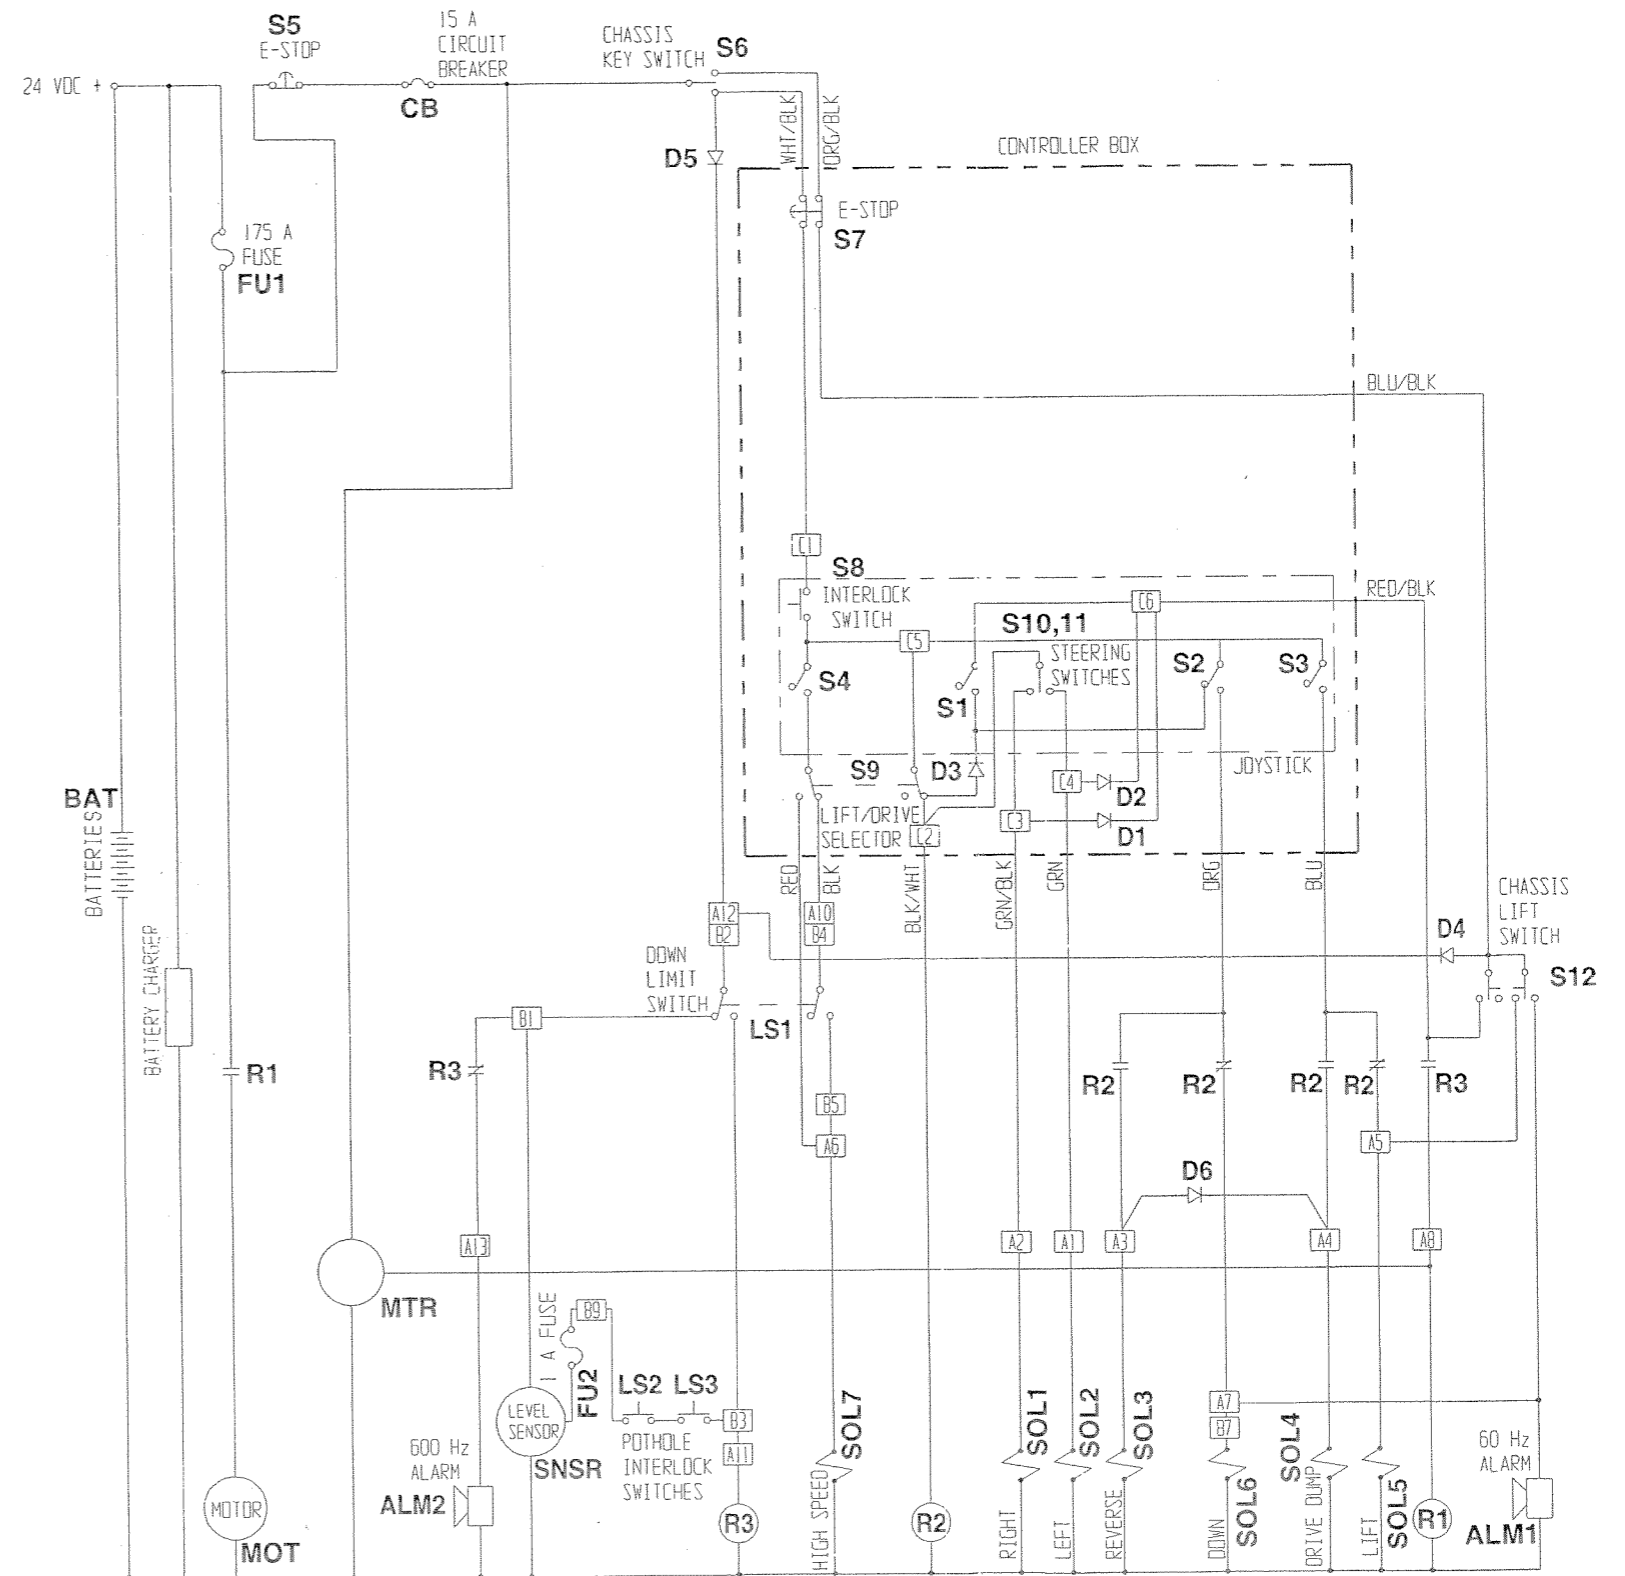 S5
E-STOP
15 A
CIRCUIT
BREAKER
CB
CHASSIS
KEY SWITCH
S6
24 VDC +
D5
WHT/BLK
ORG/BLK
CONTROLLER BOX
E-STOP
S7
175 A
FUSE
FU1
BLU/BLK
C1
S8
INTERLOCK
SWITCH
C5
S10,11
STEERING
SWITCHES
C6
RED/BLK
S4
S1
S2
S3
JOYSTICK
S9
D3
C4
D2
C3
D1
LIFT/DRIVE
SELECTOR
C2
BAT
BATTERIES
RED
BLK
BLK/WHT
GRN/BLK
GRN
ORG
BLU
CHASSIS
LIFT
SWITCH
A12
B2
A10
B4
D4
S12
BATTERY CHARGER
DOWN
LIMIT
SWITCH
LS1
B1
R1
R3
R2
R2
R2
R2
R3
B5
A6
A5
D6
A13
A2
A1
A3
A4
A8
MTR
1 A FUSE
B9
FU2
LS2
LS3
B3
A11
LEVEL
SENSOR
SNSR
POTHOLE
INTERLOCK
SWITCHES
600 Hz
ALARM
ALM2
MOTOR
MOT
R3
SOL7
HIGH SPEED
R2
SOL1
RIGHT
SOL2
LEFT
SOL3
REVERSE
A7
B7
SOL6
DOWN
SOL4
DRIVE DUMP
SOL5
LIFT
R1
60 Hz
ALARM
ALM1